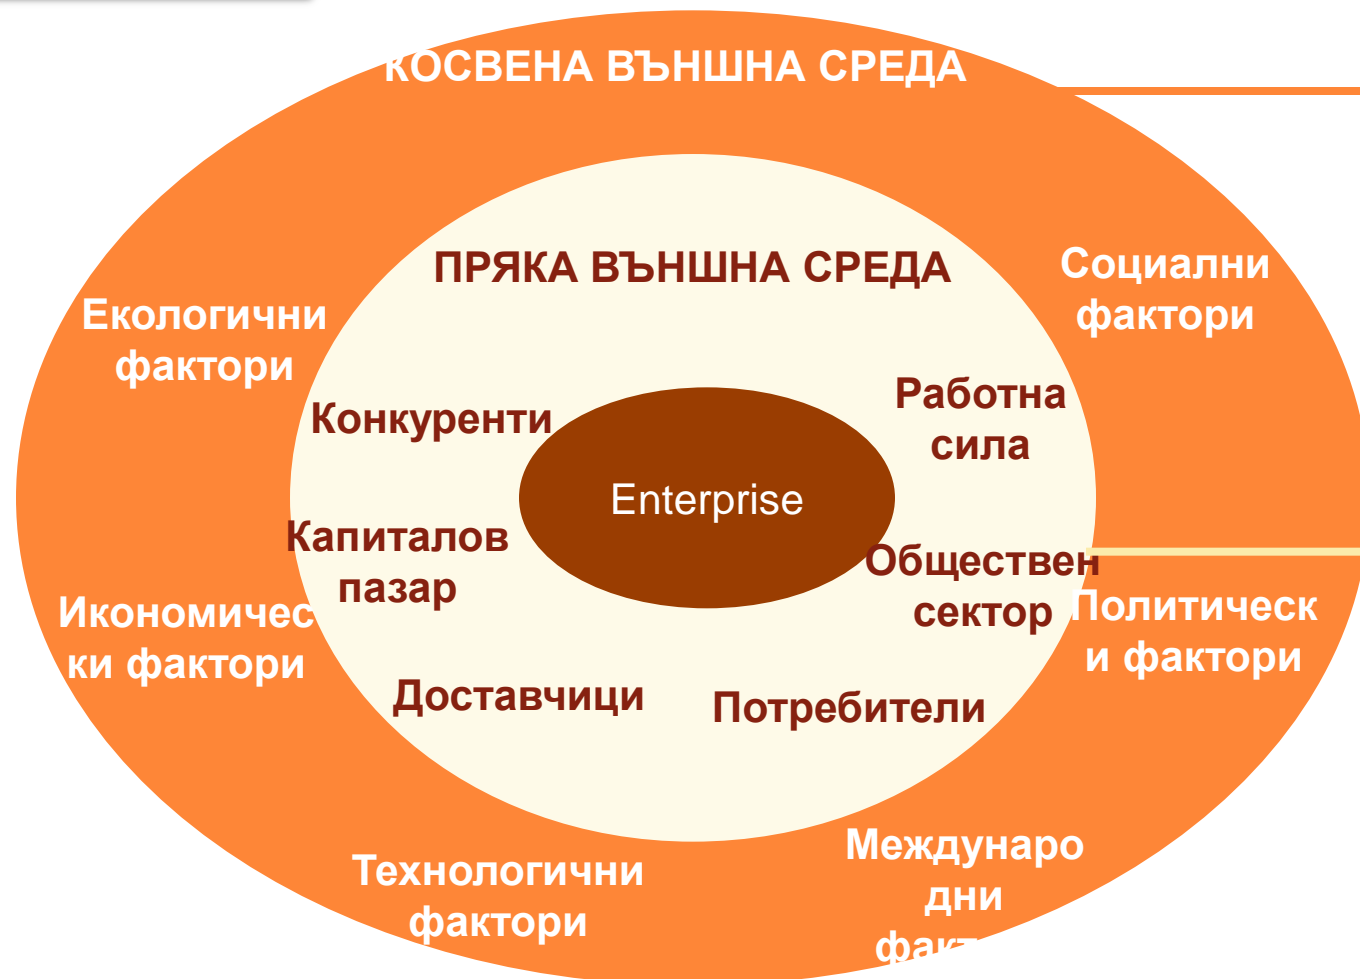 КОСВЕНА ВЪНШНА СРЕДА
ПРЯКА ВЪНШНА СРЕДА
Социални
фактори
Екологични
фактори
Конкуренти
Работна
сила
Enterprise
Капиталов
пазар
Обществен
сектор
Икономичес
ки фактори
Политическ
и фактори
Доставчици
Потребители
Технологични
фактори
Междунаро
дни